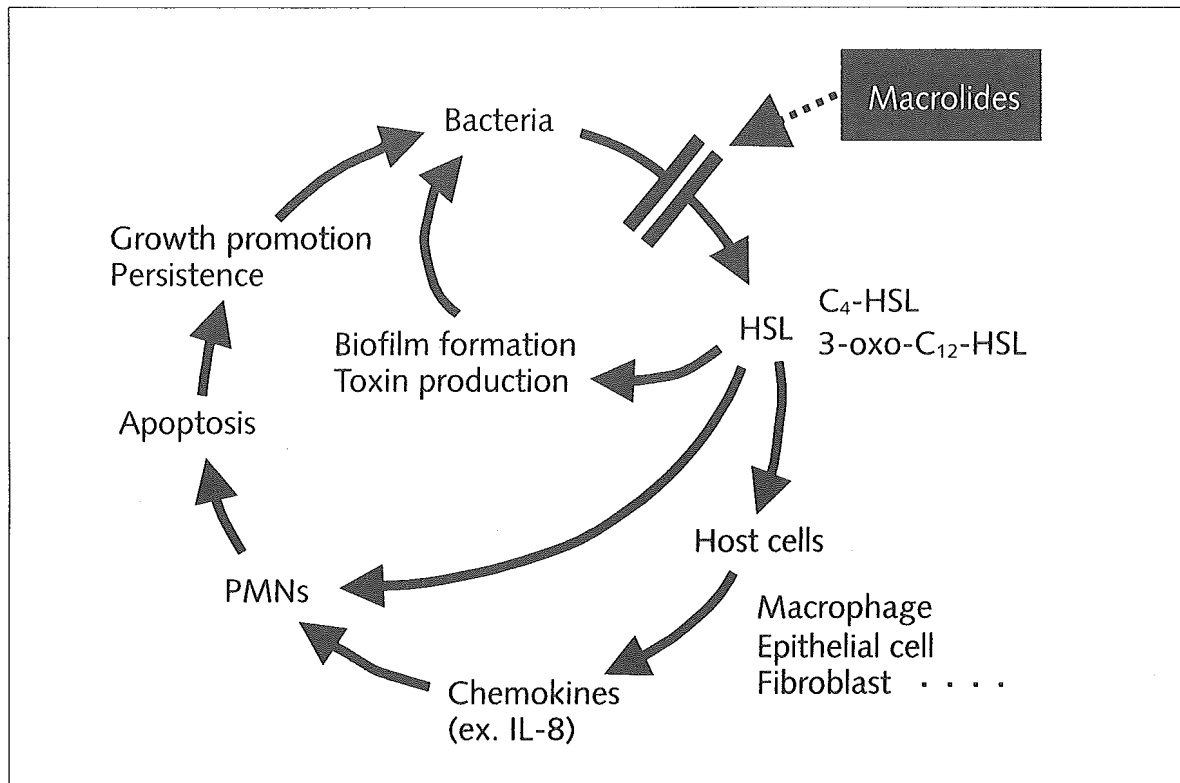 Macrolides
Bacteria
Growth promotion
Persistence
C₄-HSL
HSL
3-oxo-C₁₂-HSL
Biofilm formation
Toxin production
Apoptosis
Host cells
PMNs
Macrophage
Epithelial cell
Fibroblast · · · ·
Chemokines
(ex. IL-8)